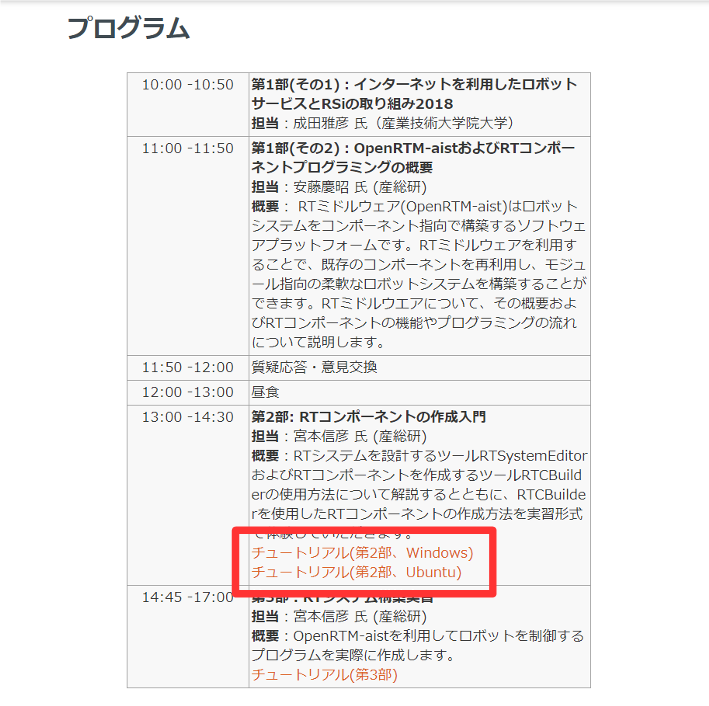 プログラム
10:00 -10:50
第1部(その1) : インターネットを利用したロボット
サービスとRSiの取り組み2018
担当 : 成田雅彦 氏（産業技術大学院大学）
11:00 -11:50
第1部(その2) : OpenRTM-aistおよびRTコンポー
ネントプログラミングの概要
担当 : 安藤慶昭 氏 (産総研)
概要 : RTミドルウェア(OpenRTM-aist)はロボット
システムをコンポーネント指向で構築するソフトウェ
アプラットフォームです。RTミドルウェアを利用す
ることで、既存のコンポーネントを再利用し、モジュ
ール指向の柔軟なロボットシステムを構築することが
できます。RTミドルウエアについて、その概要およ
びRTコンポーネントの機能やプログラミングの流れ
について説明します。
11:50 -12:00
質疑応答・意見交換
12:00 -13:00
昼食
13:00 -14:30
第2部: RTコンポーネントの作成入門
担当 : 宮本信彦 氏 (産総研)
概要 : RTシステムを設計するツールRTSystemEditor
およびRTコンポーネントを作成するツールRTCBuil
derの使用方法について解説するとともに、RTCBuilde
rを使用したRTコンポーネントの作成方法を実習形式
で体験していただきます。
チュートリアル(第2部、Windows)
チュートリアル(第2部、Ubuntu)
14:45 -17:00
第3部 : RTシステム構築実習
担当 : 宮本信彦 氏 (産総研)
概要 : OpenRTM-aistを利用してロボットを制御する
プログラムを実際に作成します。
チュートリアル(第3部)